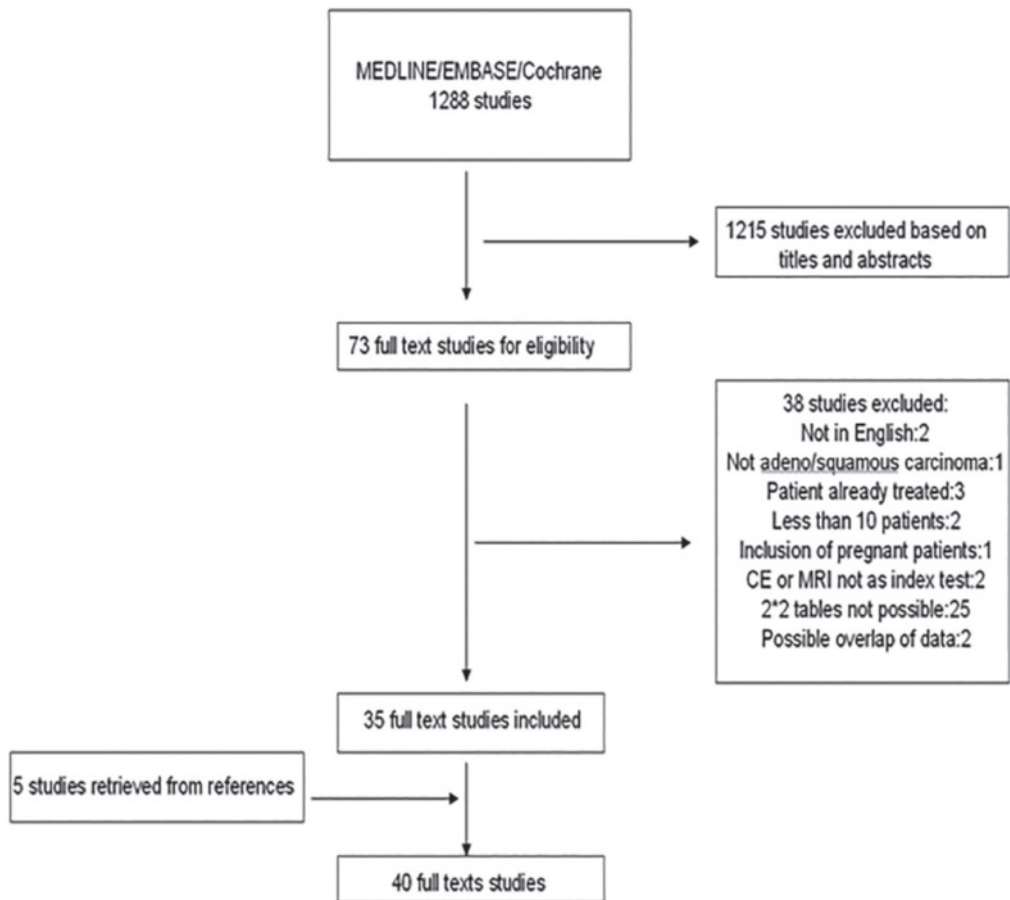 MEDLINE/EMBASE/Cochrane
1288 studies
1215 studies excluded based on
titles and abstracts
73 full text studies for eligibility
38 studies excluded:
Not in English:2
Not adeno/squamous carcinoma:1
Patient already treated:3
Less than 10 patients:2
Inclusion of pregnant patients:1
CE or MRI not as index test:2
2*2 tables not possible:25
Possible overlap of data:2
35 full text studies included
5 studies retrieved from references
40 full texts studies